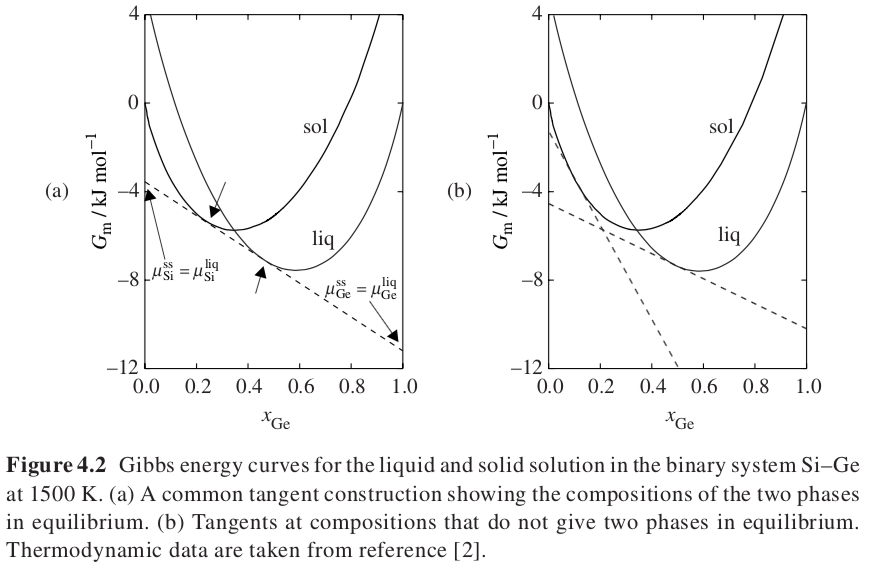 4
0
−4
−8
−12
G_m / kJ mol^−1
(a)
sol
liq
μ_Si^ss = μ_Si^liq
μ_Ge^ss = μ_Ge^liq
0.0 0.2 0.4 0.6 0.8 1.0
x_Ge
4
0
−4
−8
−12
G_m / kJ mol^−1
(b)
sol
liq
0.0 0.2 0.4 0.6 0.8 1.0
x_Ge
Figure 4.2 Gibbs energy curves for the liquid and solid solution in the binary system Si–Ge
at 1500 K. (a) A common tangent construction showing the compositions of the two phases
in equilibrium. (b) Tangents at compositions that do not give two phases in equilibrium.
Thermodynamic data are taken from reference [2].